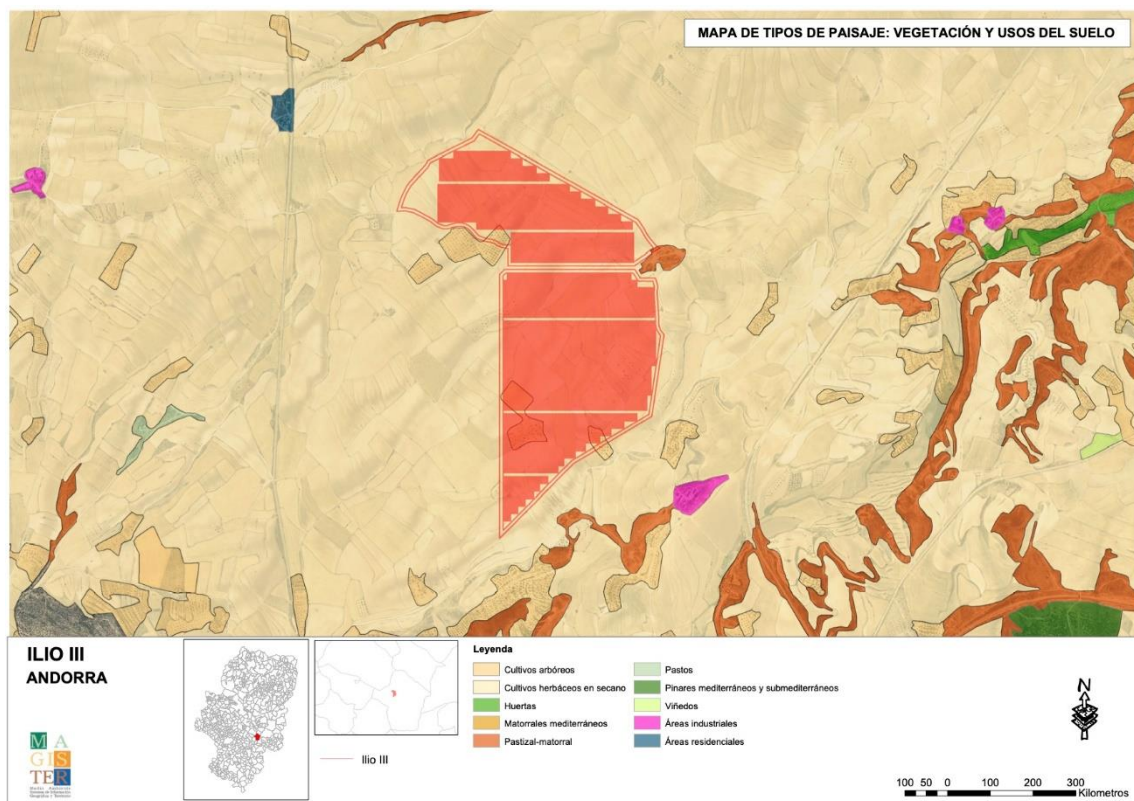 MAPA DE TIPOS DE PAISAJE: VEGETACIÓN Y USOS DEL SUELO
ILIO III
ANDORRA
Leyenda
Cultivos arbóreos
Cultivos herbáceos en secano
Huertas
Matorrales mediterráneos
Pastizal-matorral
Pastos
Pinares mediterráneos y submediterráneos
Viñedos
Áreas industriales
Áreas residenciales
Ilio III
N
100 50 0 100 200 300
Kilometros
M A
GIS
TER